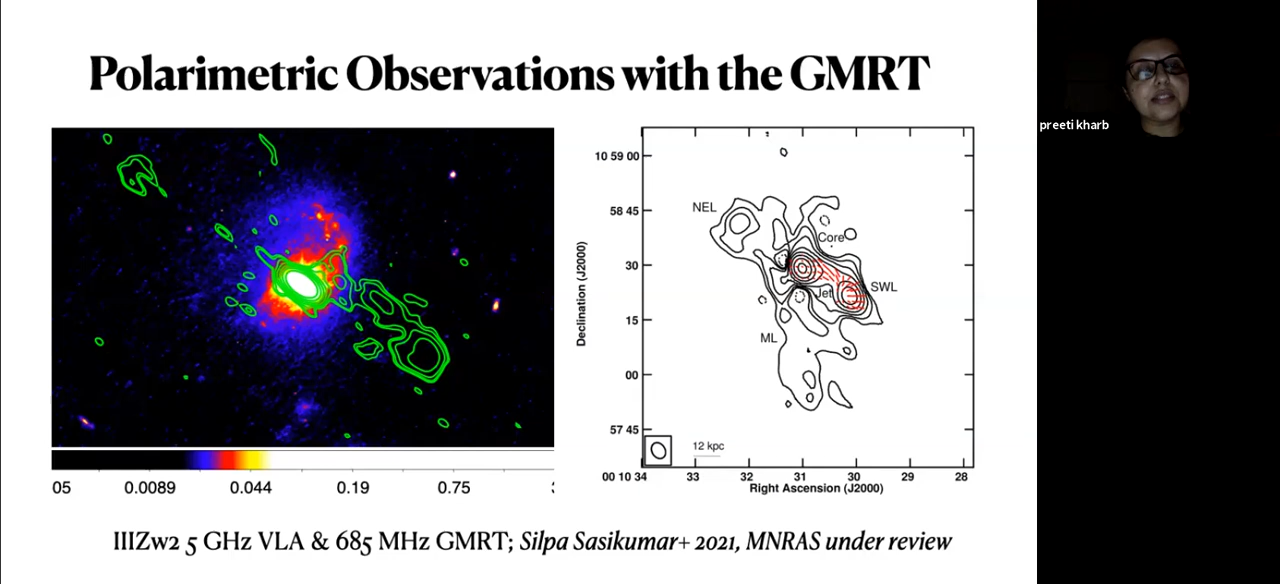 Polarimetric Observations with the GMRT
preeti kharb
05 0.0089 0.044 0.19 0.75
10 59 00
58 45
30
15
00
57 45
Declination (J2000)
NEL
Core
Jet
SWL
ML
12 kpc
00 10 34 33 32 31 30 29 28
Right Ascension (J2000)
IIIZw2 5 GHz VLA & 685 MHz GMRT; Silpa Sasikumar+ 2021, MNRAS under review